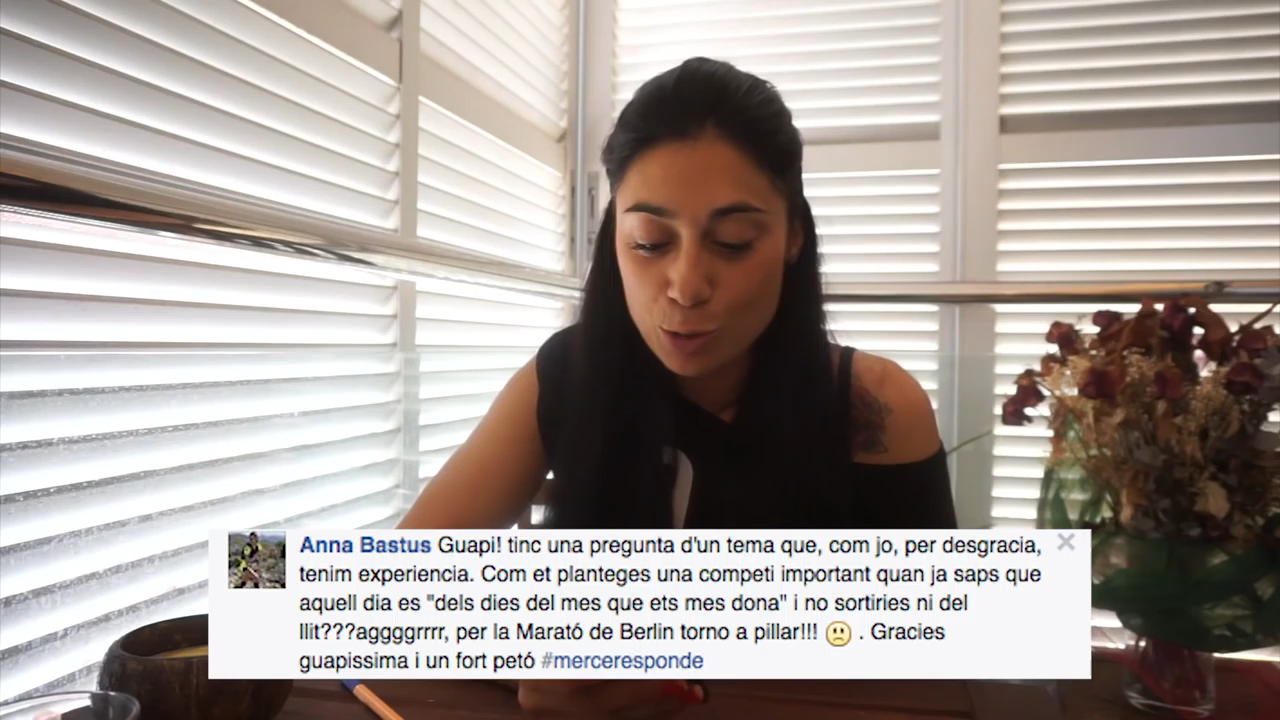 Anna Bastus Guapi! tinc una pregunta d'un tema que, com jo, per desgracia,
tenim experiencia. Com et planteges una competi important quan ja saps que
aquell dia es "dels dies del mes que ets mes dona" i no sortiries ni del
llit???aggggrrrr, per la Marató de Berlin torno a pillar!!! . Gracies
guapissima i un fort petó #merceresponde